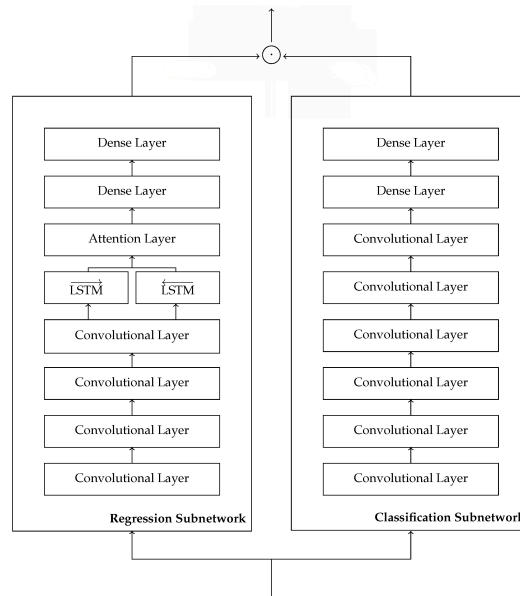 Dense Layer
Dense Layer
Attention Layer
LSTM
LSTM
Convolutional Layer
Convolutional Layer
Convolutional Layer
Convolutional Layer
Regression Subnetwork
Dense Layer
Dense Layer
Convolutional Layer
Convolutional Layer
Convolutional Layer
Convolutional Layer
Convolutional Layer
Convolutional Layer
Classification Subnetwork